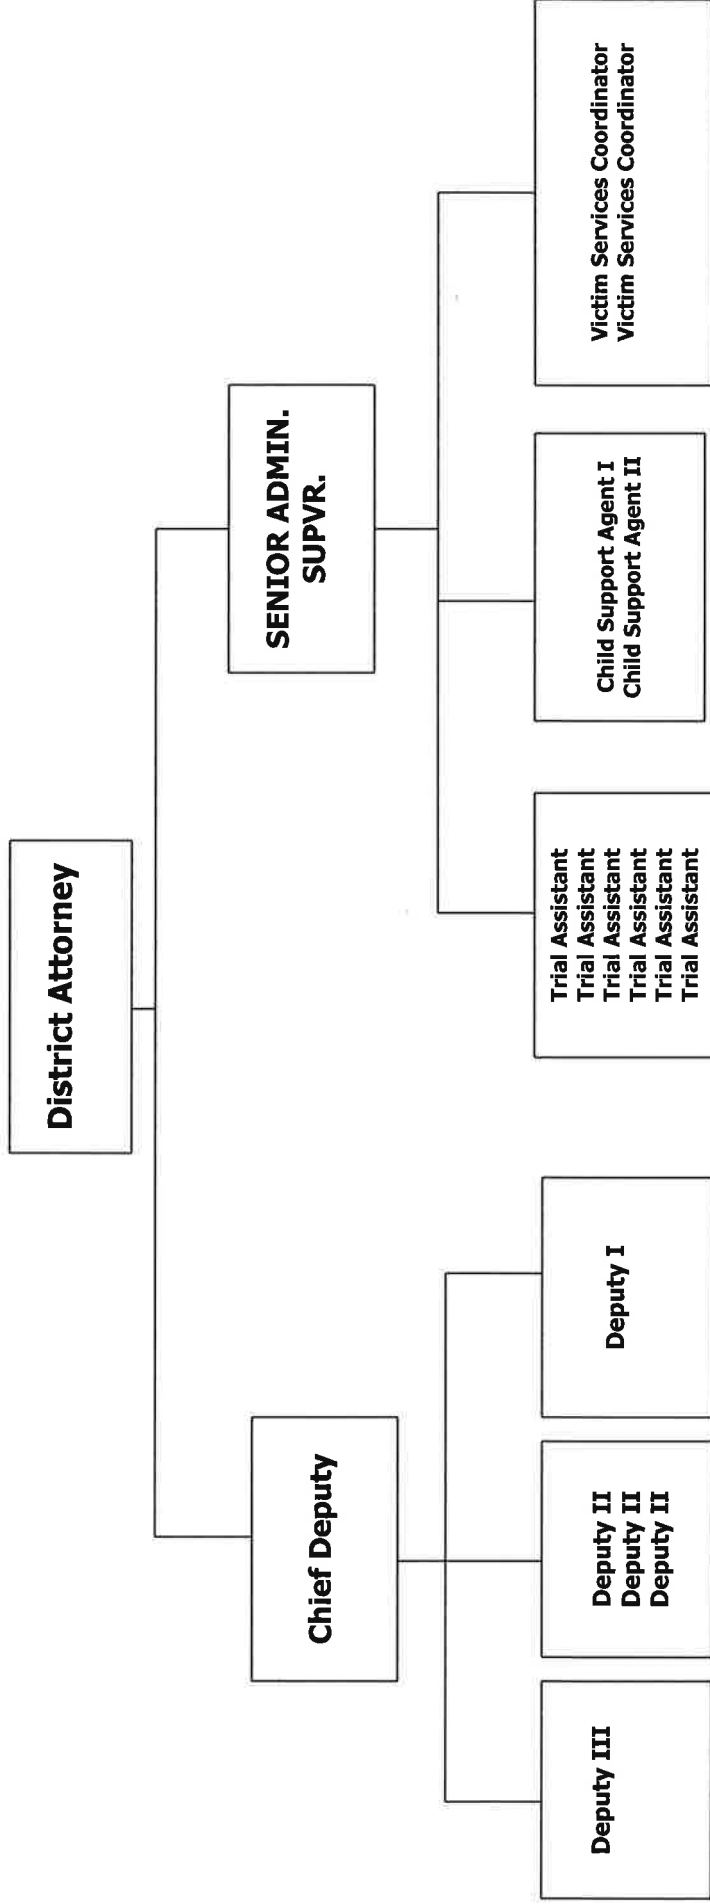 District Attorney
Chief Deputy
SENIOR ADMIN.
SUPVR.
Deputy III
Deputy II
Deputy II
Deputy II
Deputy I
Trial Assistant
Trial Assistant
Trial Assistant
Trial Assistant
Trial Assistant
Trial Assistant
Child Support Agent I
Child Support Agent II
Victim Services Coordinator
Victim Services Coordinator